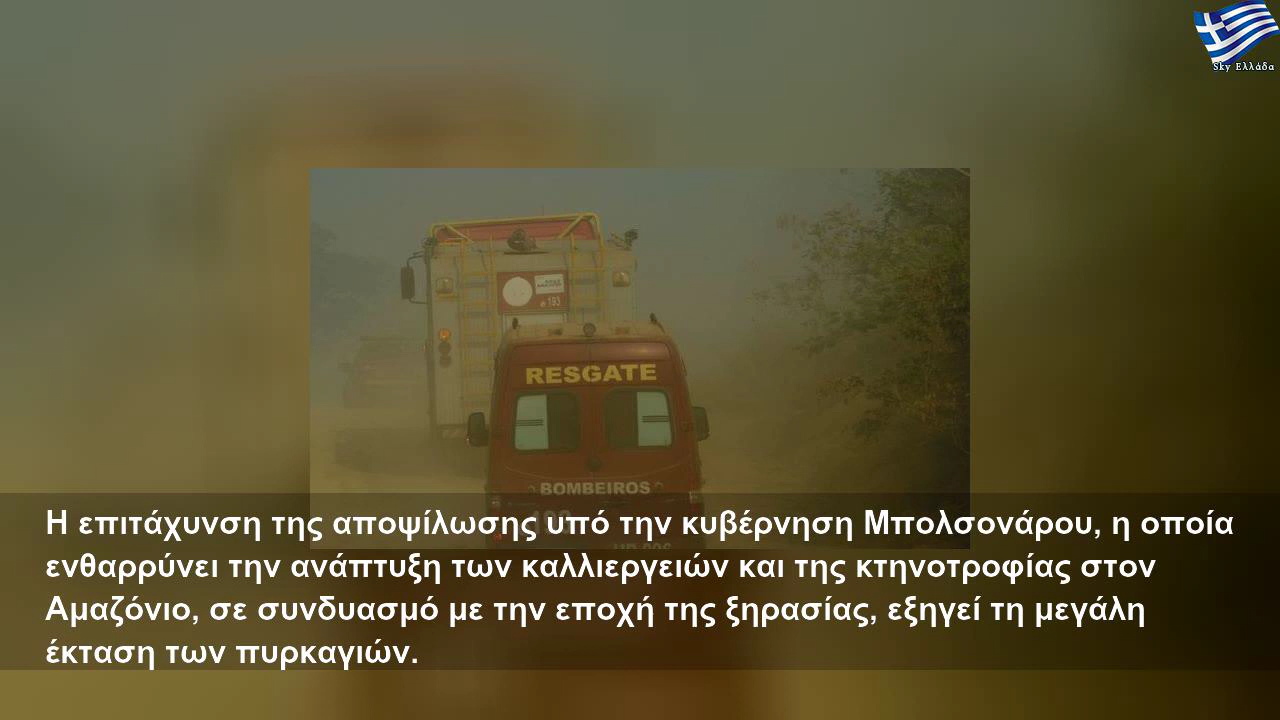 Sky Ελλάδα
193
RESGATE
BOMBEIROS
Η επιτάχυνση της αποψίλωσης υπό την κυβέρνηση Μπολσονάρου, η οποία
ενθαρρύνει την ανάπτυξη των καλλιεργειών και της κτηνοτροφίας στον
Αμαζόνιο, σε συνδυασμό με την εποχή της ξηρασίας, εξηγεί τη μεγάλη
έκταση των πυρκαγιών.